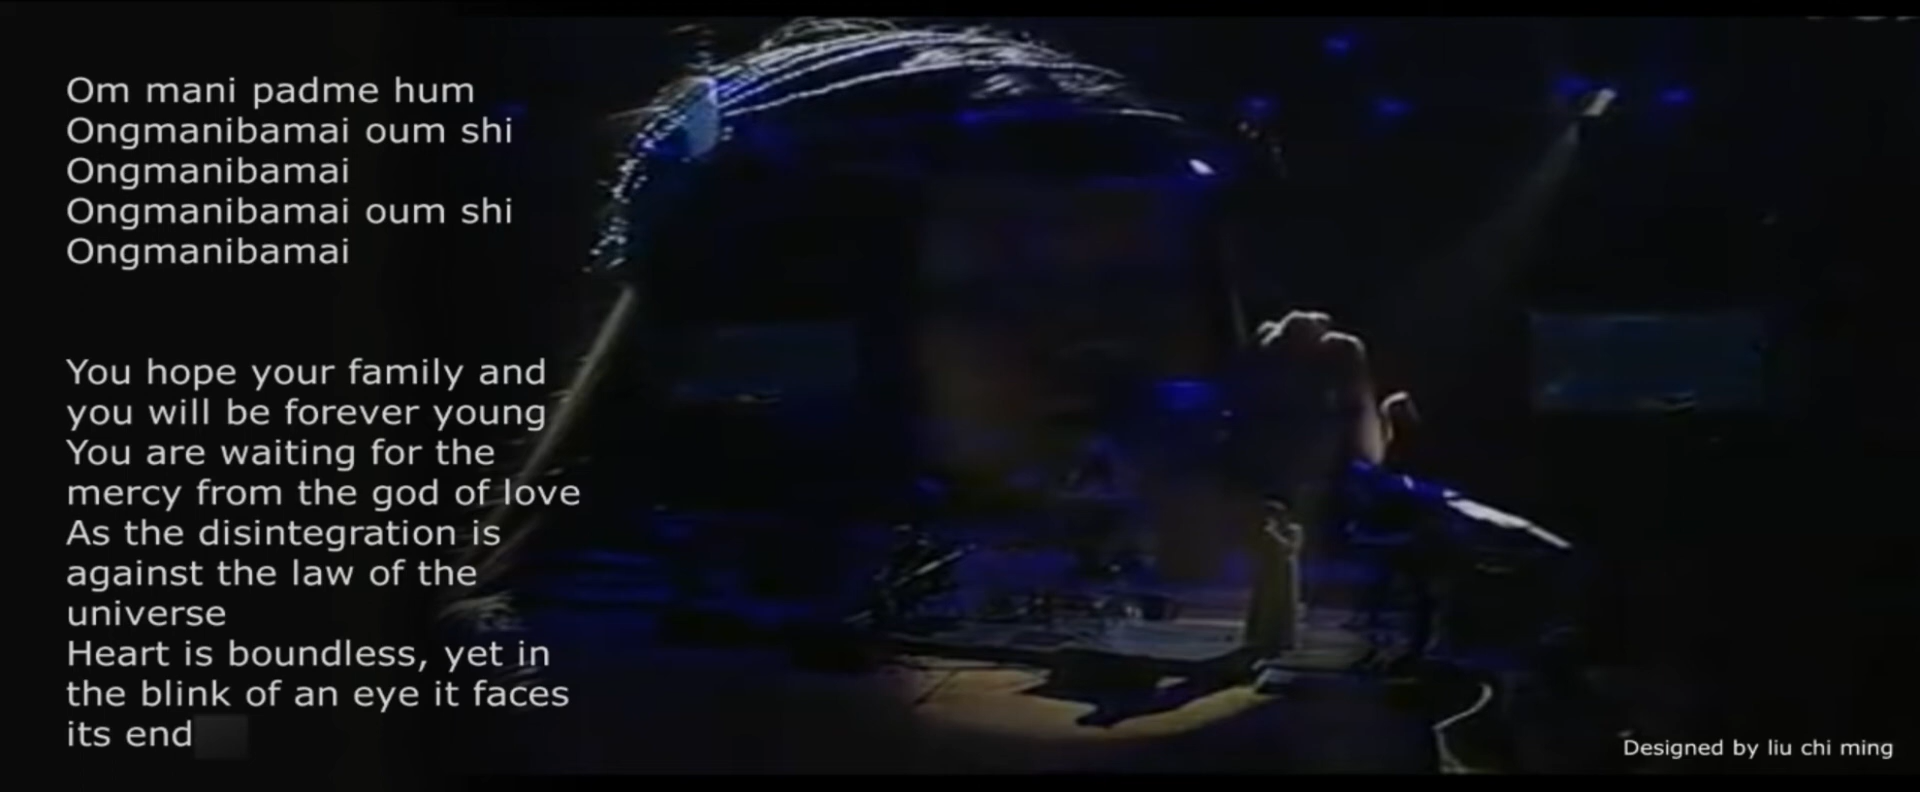 Om mani padme hum
Ongmanibamai oum shi
Ongmanibamai
Ongmanibamai oum shi
Ongmanibamai
You hope your family and
you will be forever young
You are waiting for the
mercy from the god of love
As the disintegration is
against the law of the
universe
Heart is boundless, yet in
the blink of an eye it faces
its end
Designed by liu chi ming